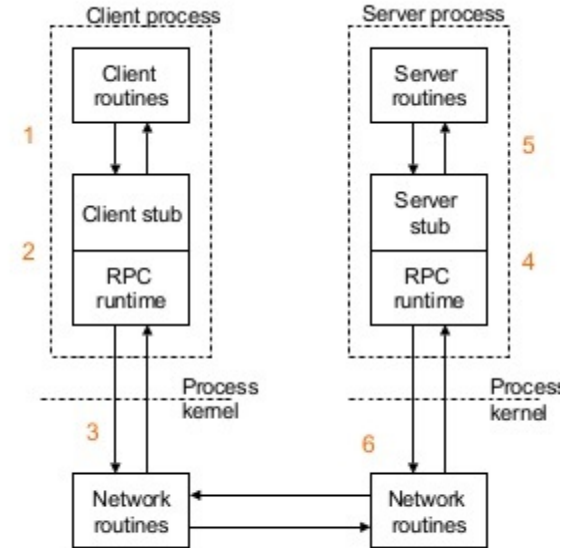 Client process
Server process
Client
routines
Server
routines
1
5
Client stub
Server
stub
2
4
RPC
runtime
RPC
runtime
Process
kernel
Process
kernel
3
6
Network
routines
Network
routines